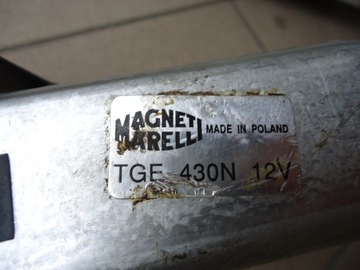 MAGNETI
MARELLI
MADE IN POLAND
TGE 430N 12V